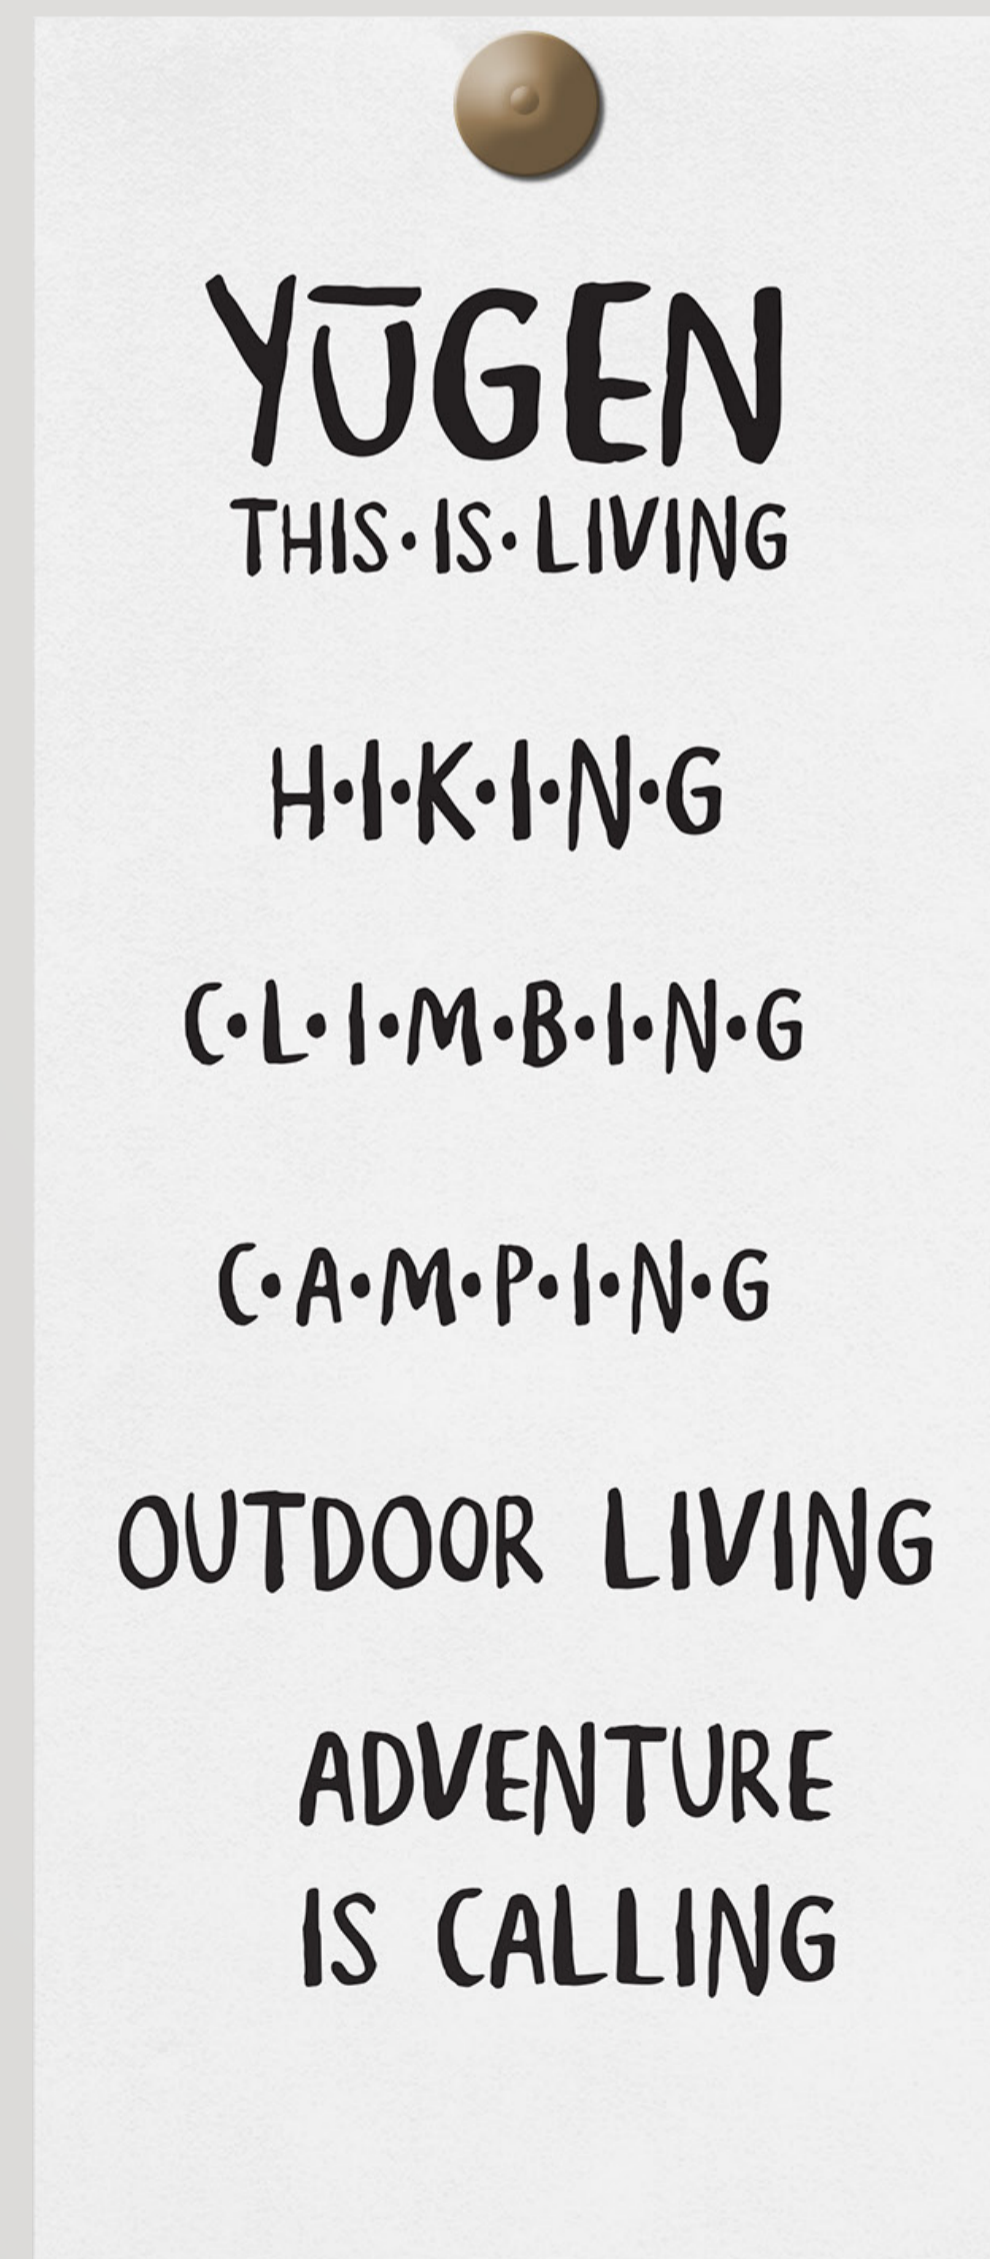 YŪGEN
THIS·IS·LIVING
H·I·K·I·N·G
C·L·I·M·B·I·N·G
C·A·M·P·I·N·G
OUTDOOR LIVING
ADVENTURE
IS CALLING